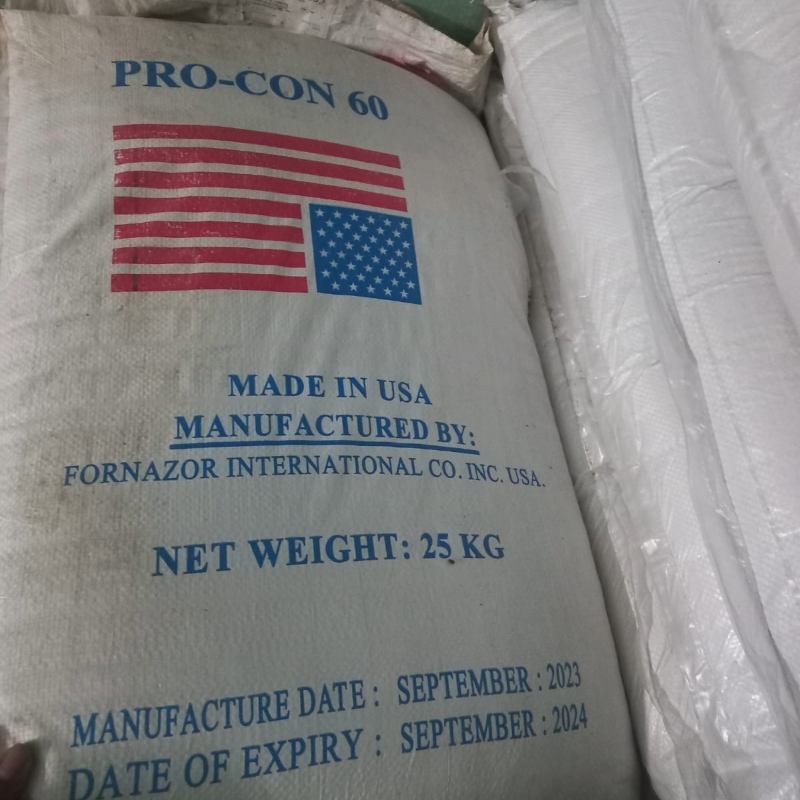 PRO-CON 60
MADE IN USA
MANUFACTURED BY:
FORNAZOR INTERNATIONAL CO. INC. USA.
NET WEIGHT: 25 KG
MANUFACTURE DATE : SEPTEMBER : 2023
DATE OF EXPIRY : SEPTEMBER : 2024